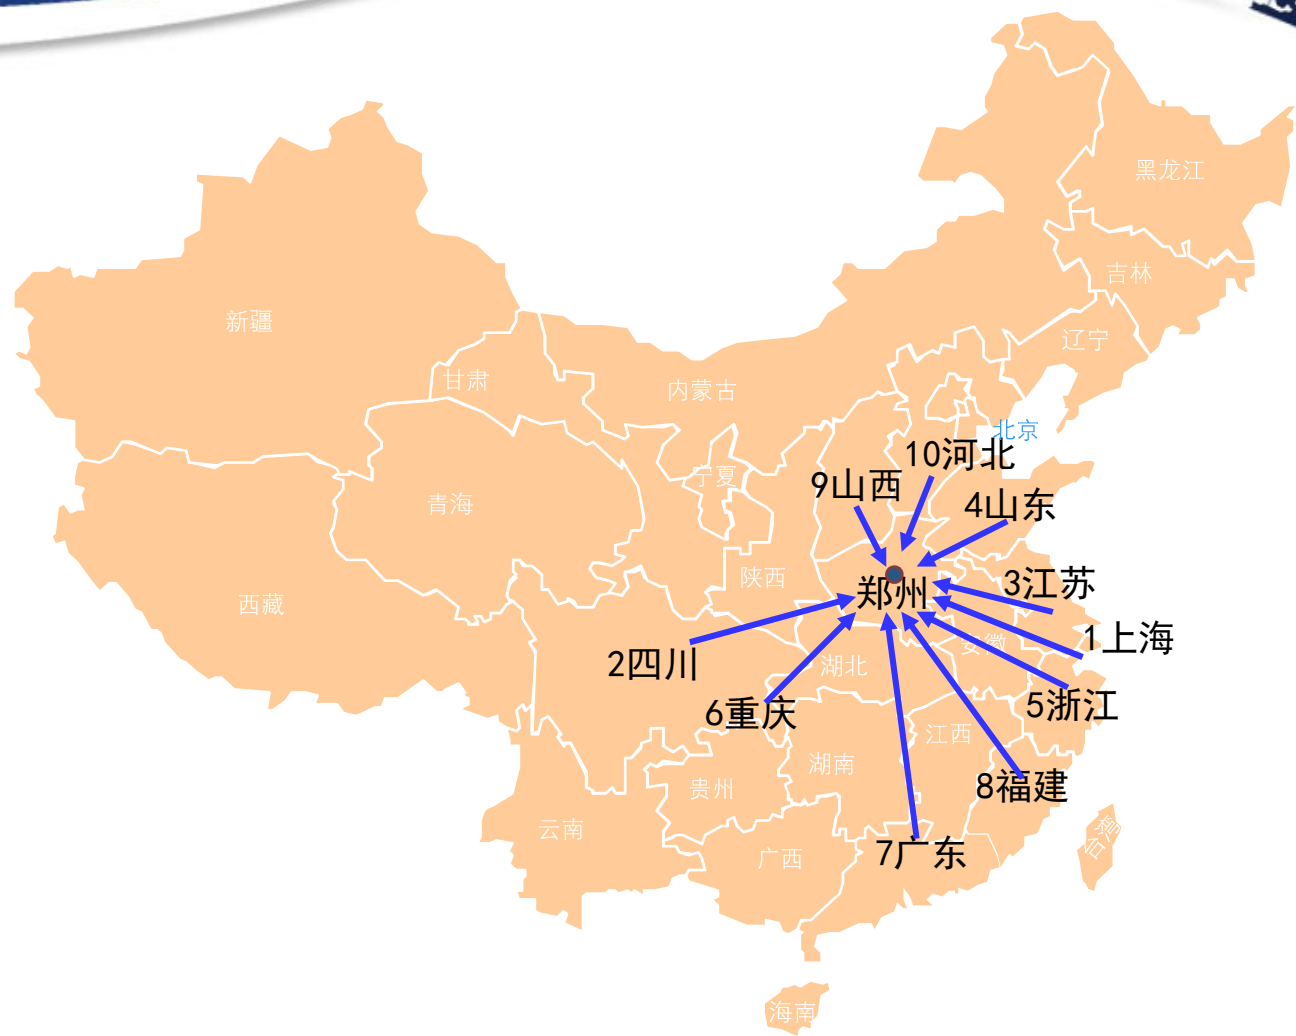 黑龙江
吉林
新疆
辽宁
甘肃
内蒙古
北京
10河北
宁夏
9山西
青海
4山东
陕西
3江苏
郑州
西藏
1上海
安徽
2四川
湖北
5浙江
6重庆
江西
湖南
8福建
贵州
云南
台湾
7广东
广西
海南